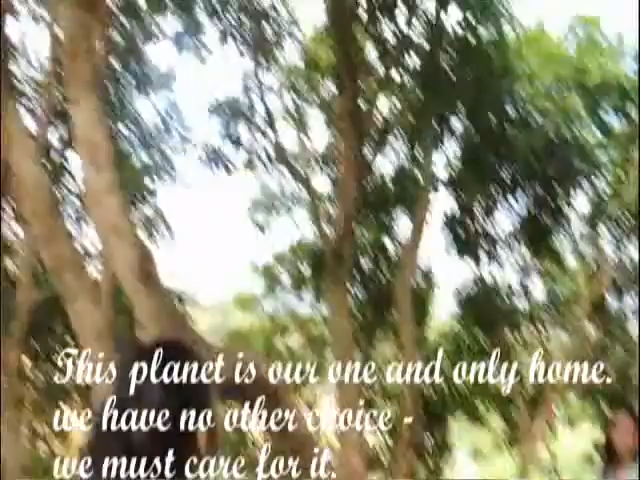 This planet is our one and only home.
we have no other choice -
we must care for it.